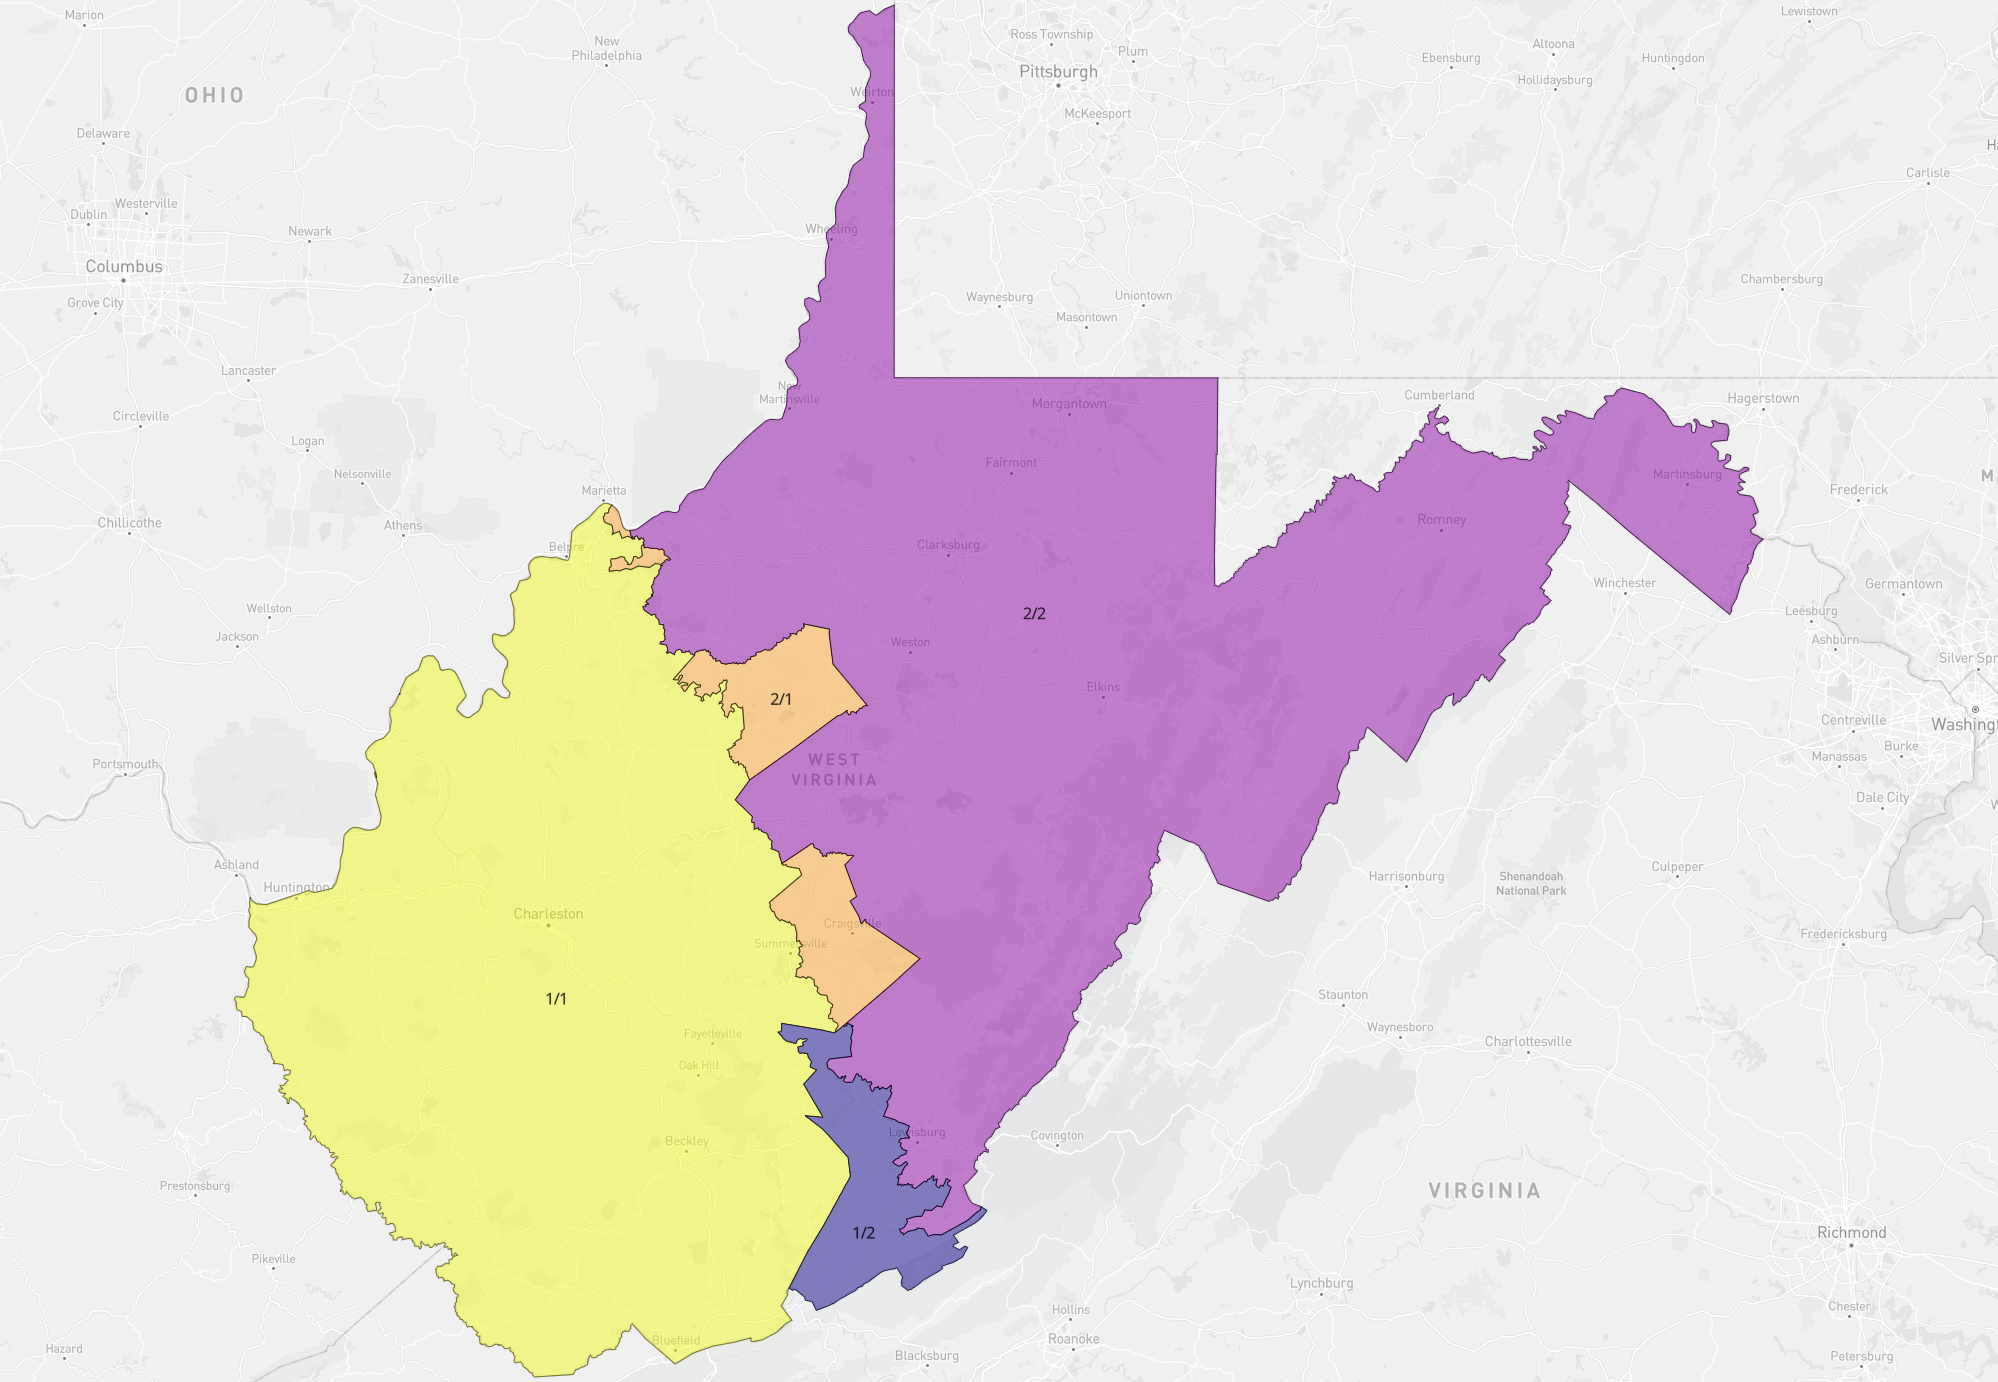 Marion
New
Philadelphia
Ross Township
Plum
Pittsburgh
Lewistown
Altoona
Ebensburg
Huntingdon
Hollidaysburg
OHIO
Weirton
McKeesport
Delaware
Carlisle
Westerville
Dublin
Newark
Wheeling
Columbus
Zanesville
Grove City
Waynesburg
Uniontown
Masontown
Chambersburg
Lancaster
New
Martinsville
Morgantown
Cumberland
Hagerstown
Circleville
Logan
Nelsonville
Fairmont
Martinsburg
Marietta
Frederick
Chillicothe
Athens
Romney
Belpre
Clarksburg
Winchester
Germantown
Wellston
Leesburg
2/2
Jackson
Weston
Ashburn
Silver Spri
Elkins
2/1
Centreville
Washingt
Manassas
Burke
WEST
VIRGINIA
Portsmouth
Dale City
Ashland
Huntington
Harrisonburg
Shenandoah
National Park
Culpeper
Charleston
Craigsville
Summersville
Fredericksburg
1/1
Staunton
Waynesboro
Fayetteville
Charlottesville
Oak Hill
Lewisburg
Covington
Beckley
Prestonsburg
VIRGINIA
1/2
Richmond
Pikeville
Lynchburg
Hollins
Chester
Bluefield
Roanoke
Hazard
Blacksburg
Petersburg